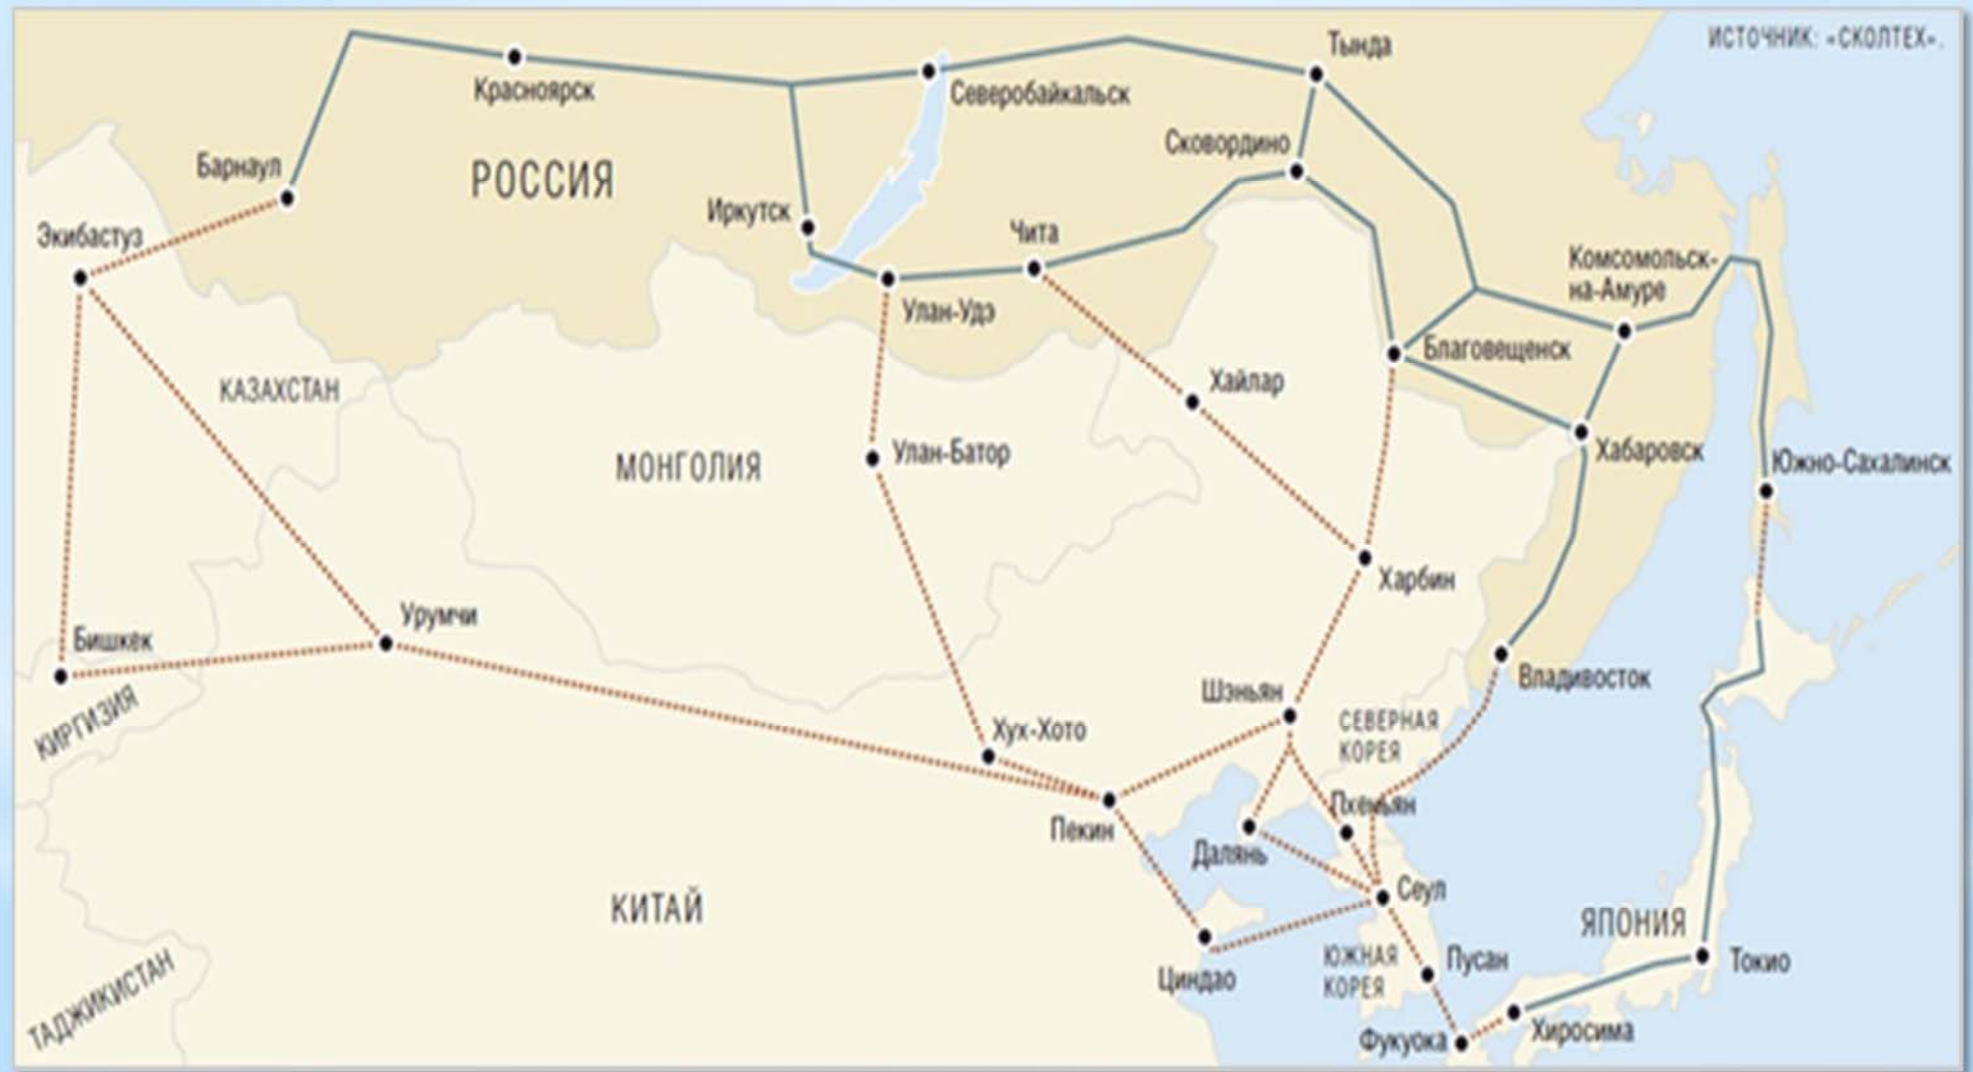 ИСТОЧНИК: «СКОЛТЕХ».
Тында
Красноярск
Северобайкальск
Сковордино
Барнаул
РОССИЯ
Иркутск
Чита
Экибастуз
Комсомольск-
на-Амуре
Улан-Удэ
Благовещенск
КАЗАХСТАН
Хайлар
МОНГОЛИЯ
Улан-Батор
Хабаровск
Южно-Сахалинск
Харбин
Урумчи
Бишкек
Владивосток
Шэньян
КИРГИЗИЯ
Хух-Хото
СЕВЕРНАЯ
КОРЕЯ
Пхеньян
Пекин
Далянь
Сеул
КИТАЙ
ЯПОНИЯ
ЮЖНАЯ
КОРЕЯ
Пусан
Токио
Циндао
ТАДЖИКИСТАН
Фукуока
Хиросима